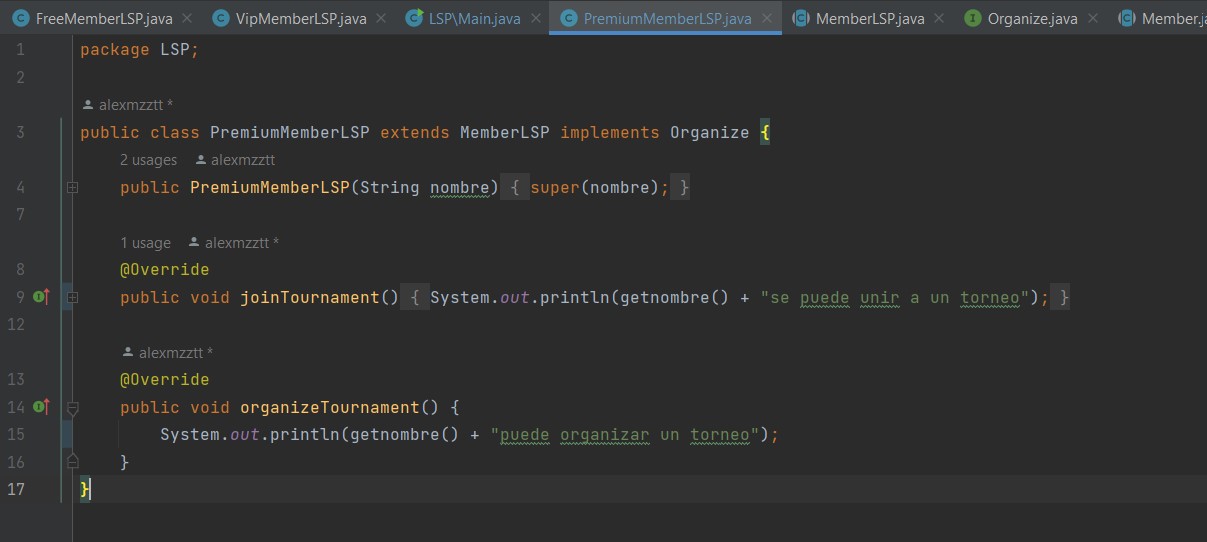 FreeMemberLSP.java VipMemberLSP.java LSP\Main.java PremiumMemberLSP.java MemberLSP.java Organize.java Member.ja
1 package LSP;
2
alexmzztt *
3 public class PremiumMemberLSP extends MemberLSP implements Organize {
2 usages alexmzztt
4 public PremiumMemberLSP(String nombre) { super(nombre); }
7
1 usage alexmzztt *
8 @Override
9 public void joinTournament() { System.out.println(getnombre() + "se puede unir a un torneo"); }
12
alexmzztt *
13 @Override
14 public void organizeTournament() {
15 System.out.println(getnombre() + "puede organizar un torneo");
16 }
17 }